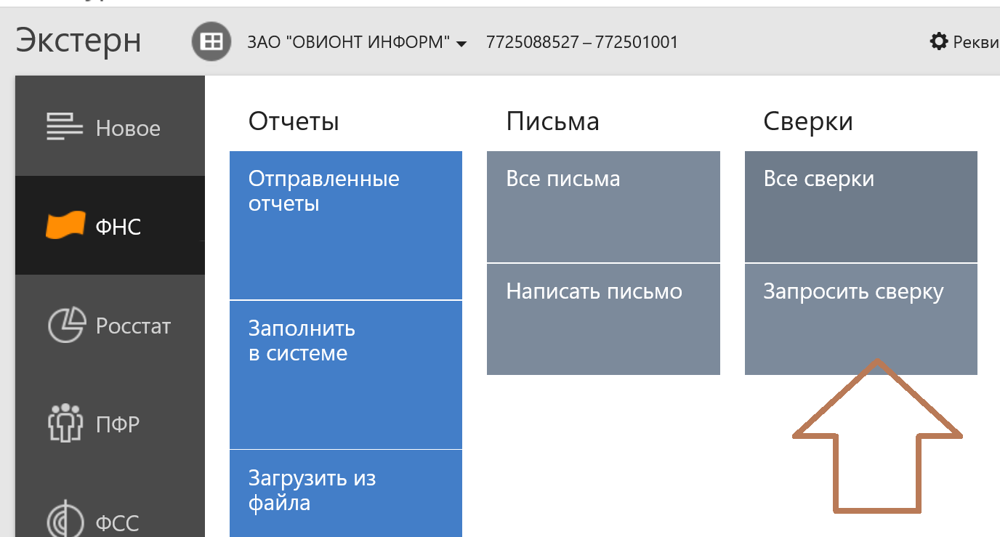 Экстерн
ЗАО "ОВИОНТ ИНФОРМ"
7725088527 – 772501001
Рекви
Новое
ФНС
Росстат
ПФР
ФСС
Отчеты
Отправленные
отчеты
Заполнить
в системе
Загрузить из
файла
Письма
Все письма
Написать письмо
Сверки
Все сверки
Запросить сверку